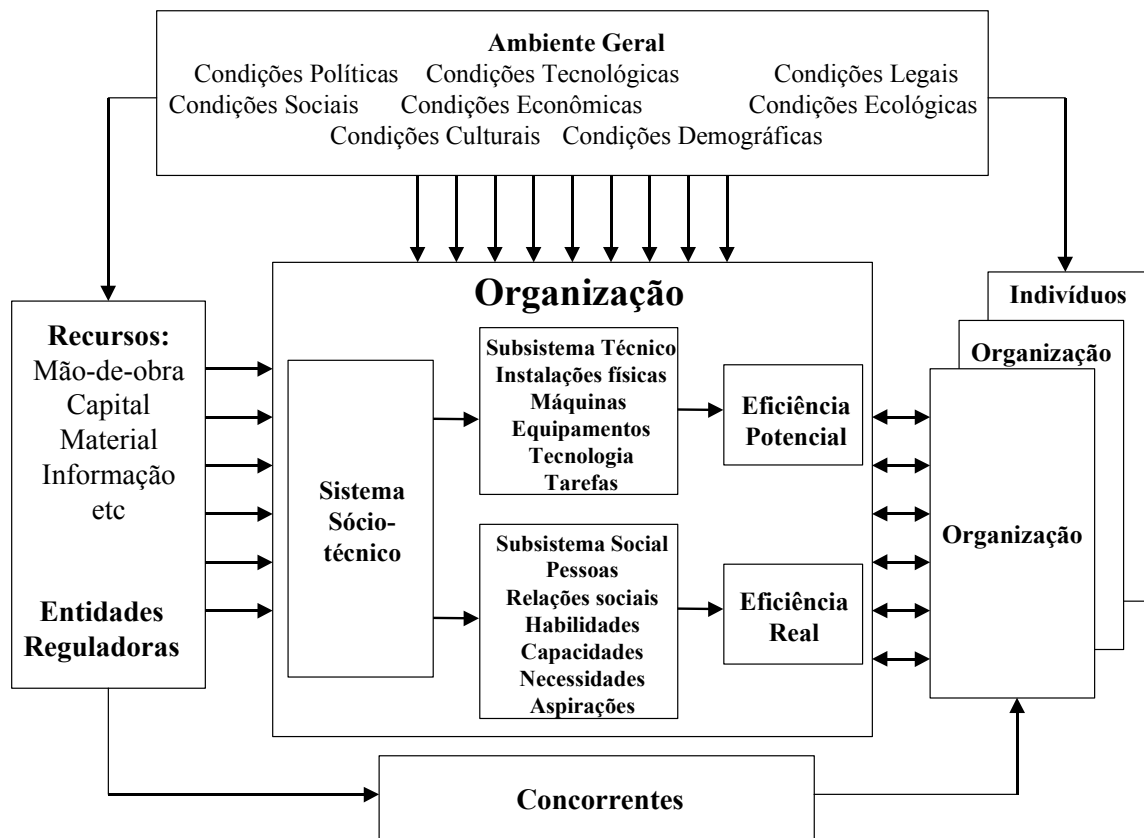 Ambiente Geral
Condições Políticas Condições Tecnológicas Condições Legais
Condições Sociais Condições Econômicas Condições Ecológicas
Condições Culturais Condições Demográficas
Organização
Recursos:
Mão-de-obra
Capital
Material
Informação
etc
Entidades
Reguladoras
Sistema
Sócio-
técnico
Subsistema Técnico
Instalações físicas
Máquinas
Equipamentos
Tecnologia
Tarefas
Eficiência
Potencial
Subsistema Social
Pessoas
Relações sociais
Habilidades
Capacidades
Necessidades
Aspirações
Eficiência
Real
Indivíduos
Organização
Organização
Concorrentes